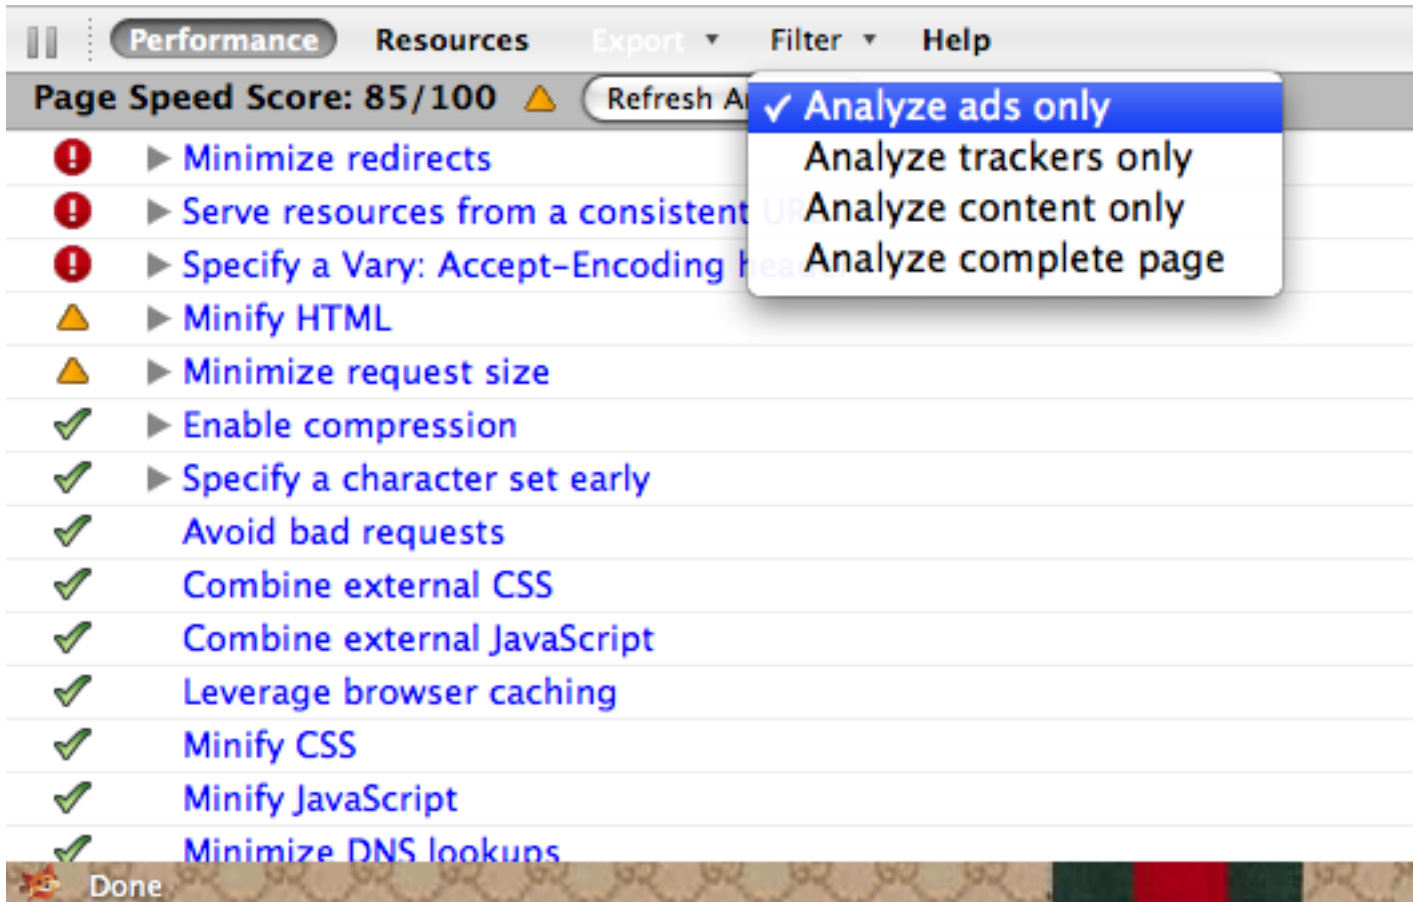 Performance Resources Export Filter Help
Page Speed Score: 85/100 Refresh
Analyze ads only
Analyze trackers only
Analyze content only
Analyze complete page
Minimize redirects
Serve resources from a consistent
Specify a Vary: Accept-Encoding
Minify HTML
Minimize request size
Enable compression
Specify a character set early
Avoid bad requests
Combine external CSS
Combine external JavaScript
Leverage browser caching
Minify CSS
Minify JavaScript
Minimize DNS lookups
Done